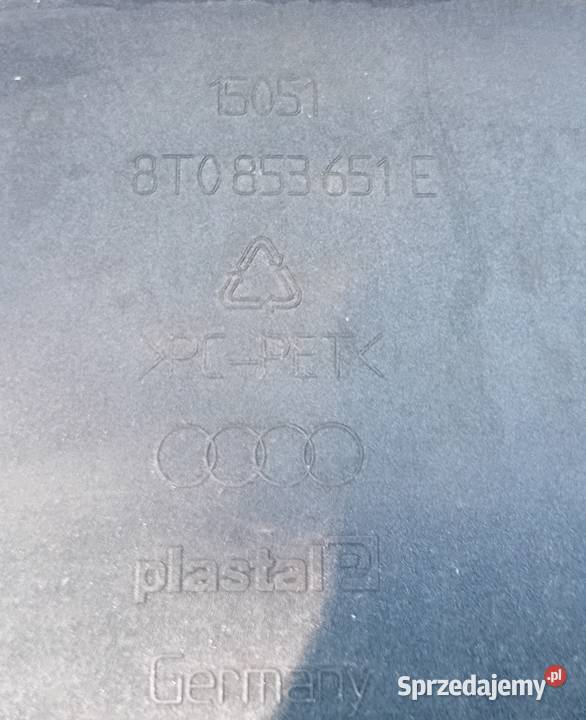 15051
8T0 853 651 E
>PC-PET<
plastal
Germany
Sprzedajemy.pl